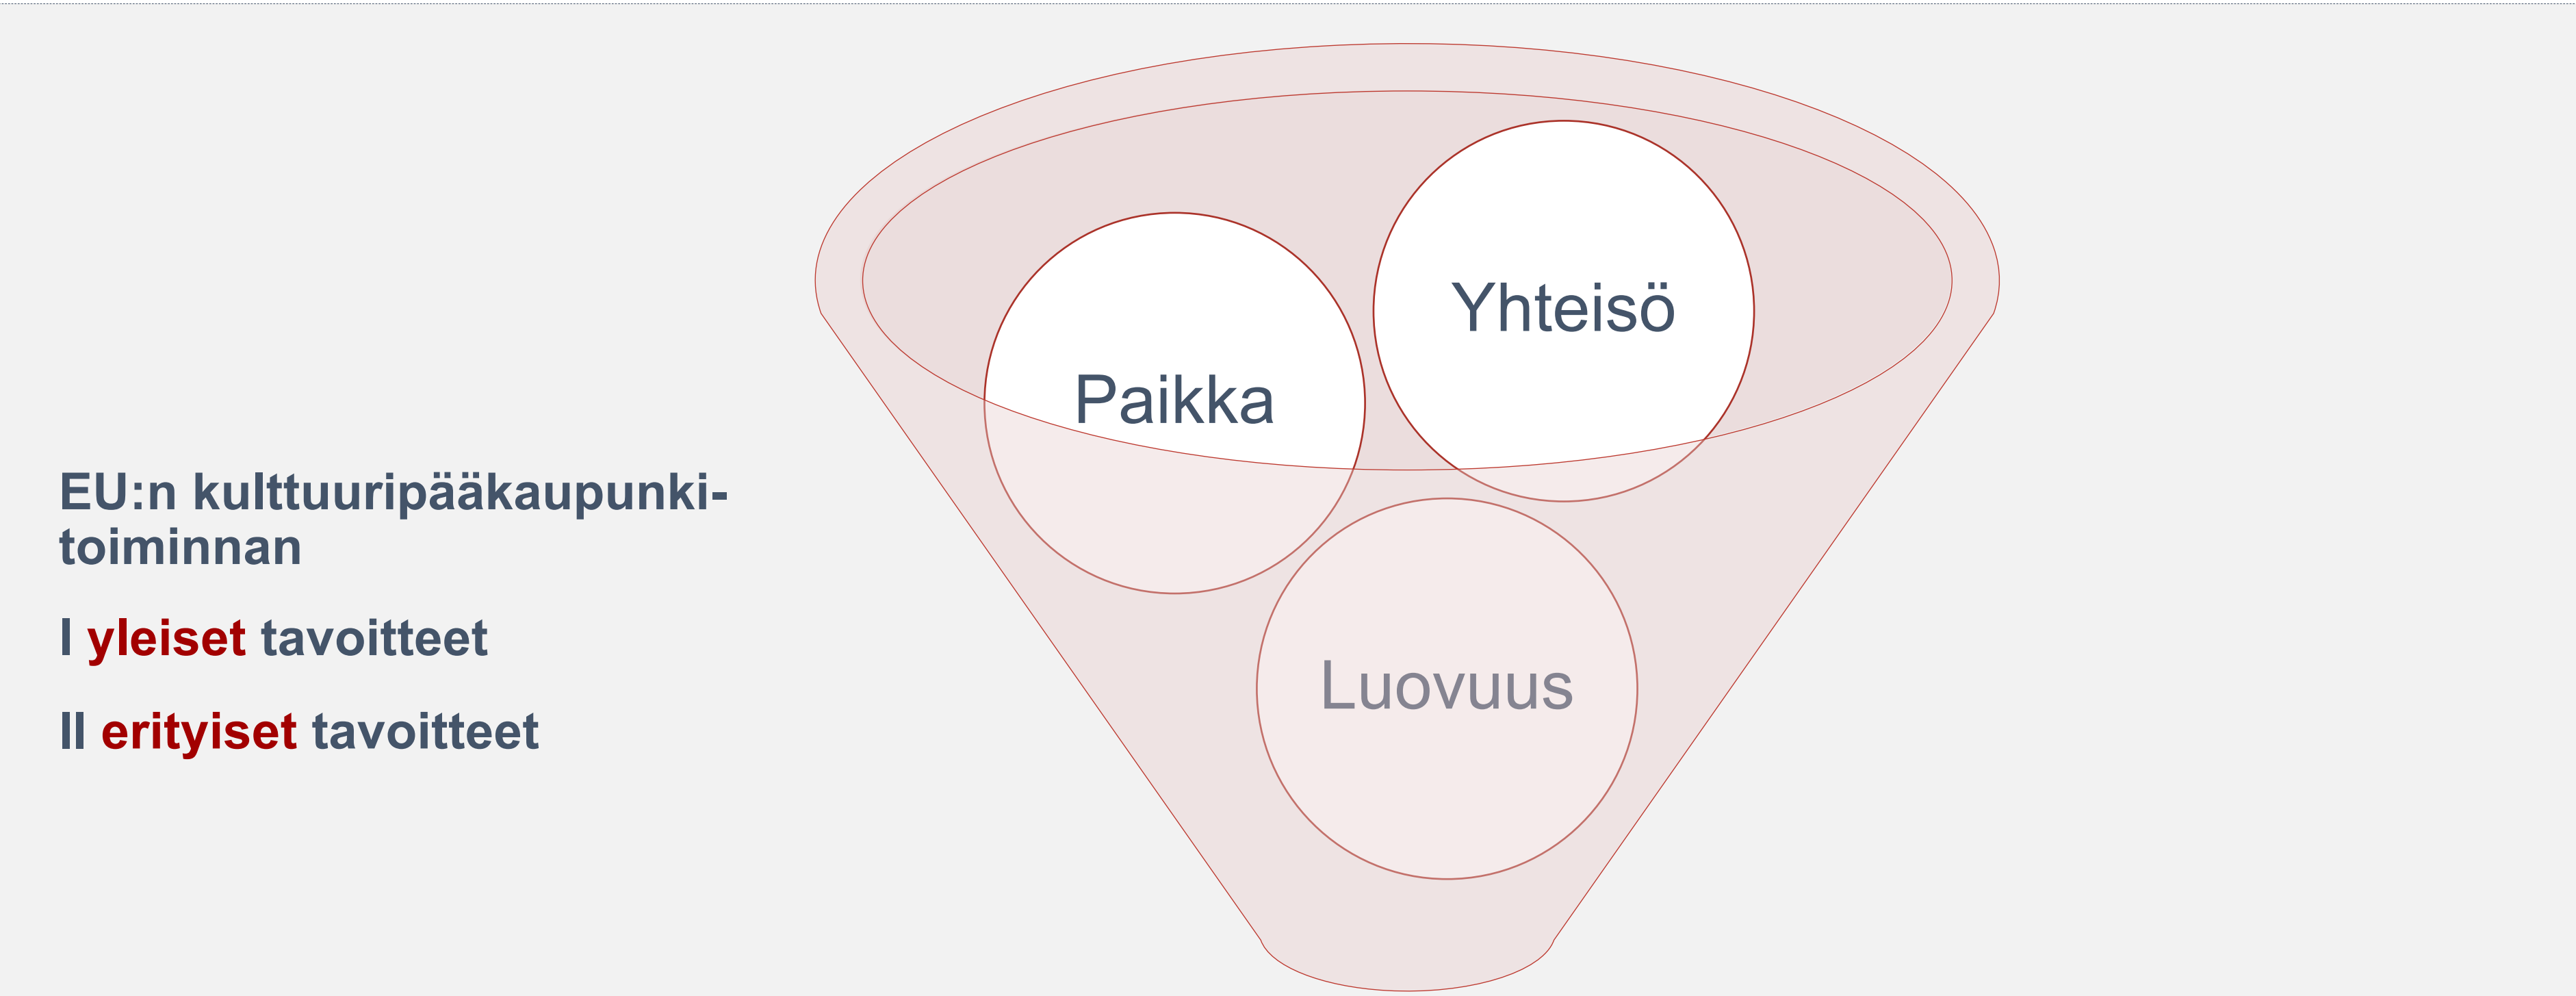 EU:n kulttuuripääkaupunki-
toiminnan
I yleiset tavoitteet
II erityiset tavoitteet
Yhteisö
Paikka
Luovuus